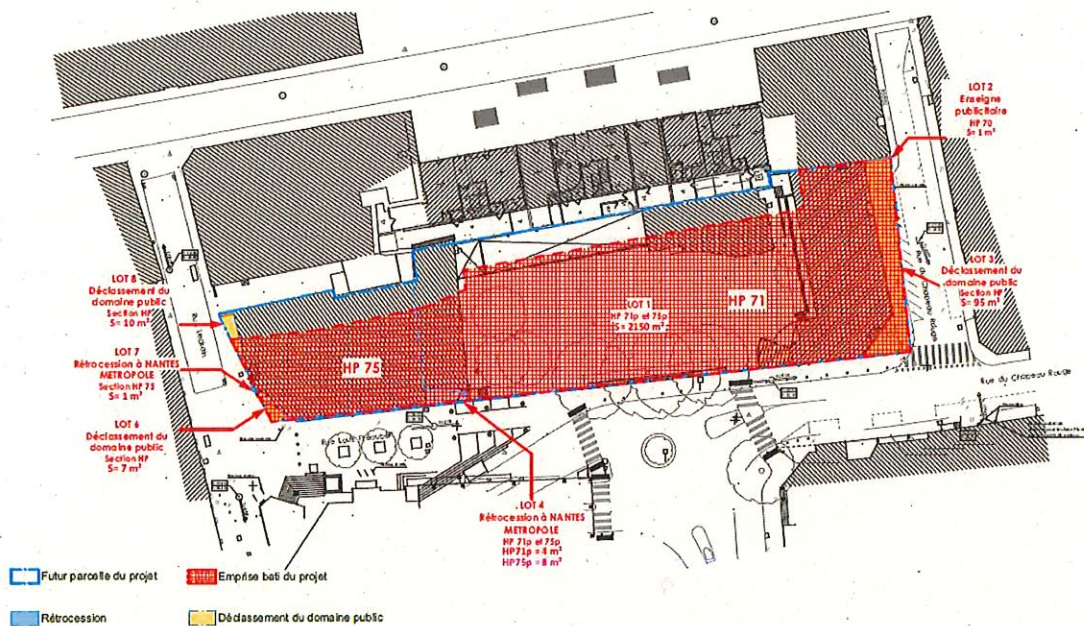 LOT 2
Enseigne
publicitaire
HP 70
S= 1 m²
LOT 3
Déclassement du
domaine public
Section HP
S= 95 m²
LOT 8
Déclassement du
domaine public
Section HP
S= 10 m²
LOT 1
HP 71p et 75p
S = 2150 m²
HP 71
HP 75
LOT 7
Rétrocession à NANTES
METROPOLE
Section HP 75
S= 1 m²
LOT 6
Déclassement du
domaine public
Section HP
S= 7 m²
Rue du Chapeau Rouge
Rue du Chapeau Rouge
LOT 4
Rétrocession à NANTES
METROPOLE
HP 71p et 75p
HP71p = 4 m²
HP75p = 8 m²
Futur parcelle du projet
Emprise bati du projet
Rétrocession
Déclassement du domaine public